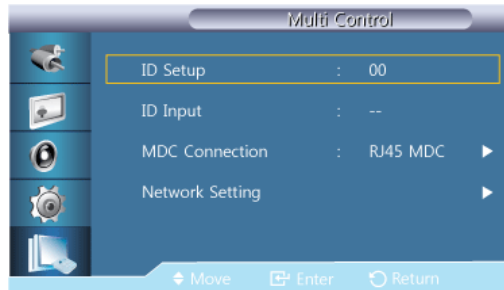 Multi Control
ID Setup : 00
ID Input : --
MDC Connection : RJ45 MDC
Network Setting
Move Enter Return